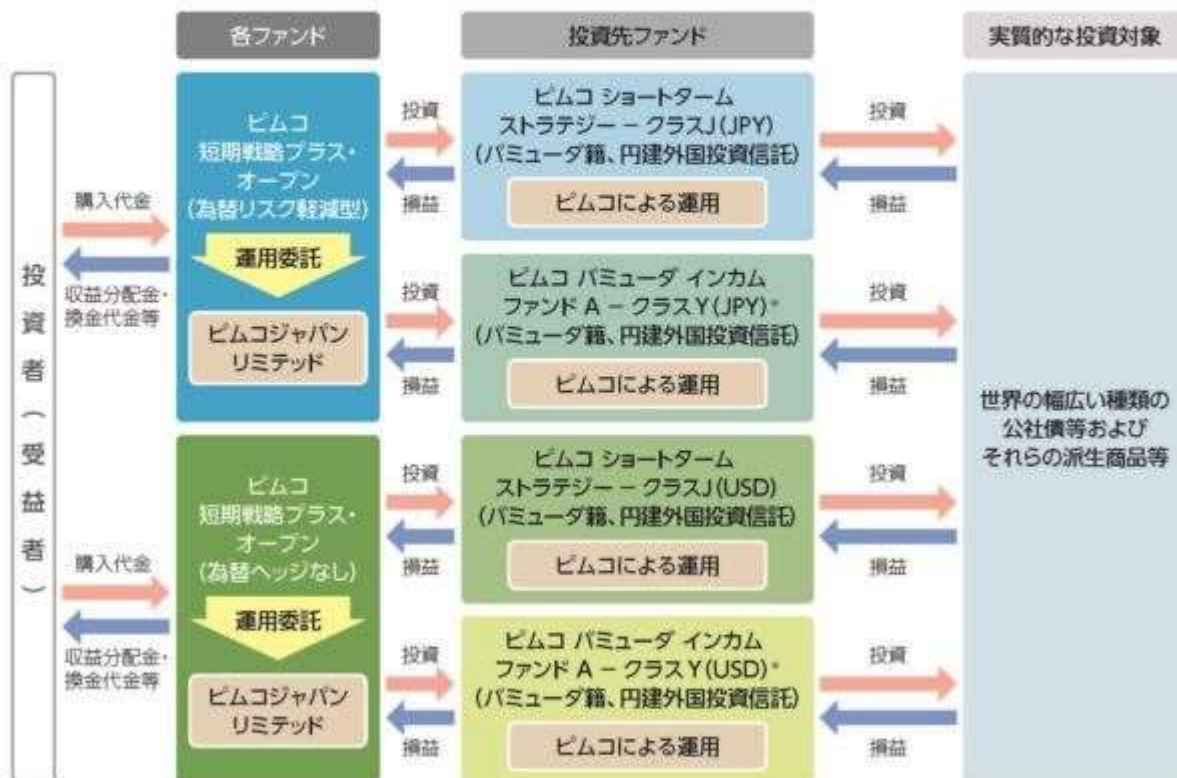 各ファンド
投資先ファンド
実質的な投資対象
投資者(受益者)
購入代金
収益分配金・
換金代金等
ピムコ
短期戦略プラス・
オープン
(為替リスク軽減型)
運用委託
ピムコジャパン
リミテッド
投資
損益
ピムコ ショートターム
ストラテジー − クラスJ(JPY)
(バミューダ籍、円建外国投資信託)
ピムコによる運用
投資
損益
投資
損益
ピムコ バミューダ インカム
ファンド A − クラス Y(JPY)*
(バミューダ籍、円建外国投資信託)
ピムコによる運用
投資
損益
購入代金
収益分配金・
換金代金等
ピムコ
短期戦略プラス・
オープン
(為替ヘッジなし)
運用委託
ピムコジャパン
リミテッド
投資
損益
ピムコ ショートターム
ストラテジー − クラスJ(USD)
(バミューダ籍、円建外国投資信託)
ピムコによる運用
投資
損益
投資
損益
ピムコ バミューダ インカム
ファンド A − クラス Y(USD)*
(バミューダ籍、円建外国投資信託)
ピムコによる運用
投資
損益
世界の幅広い種類の
公社債等および
それらの派生商品等